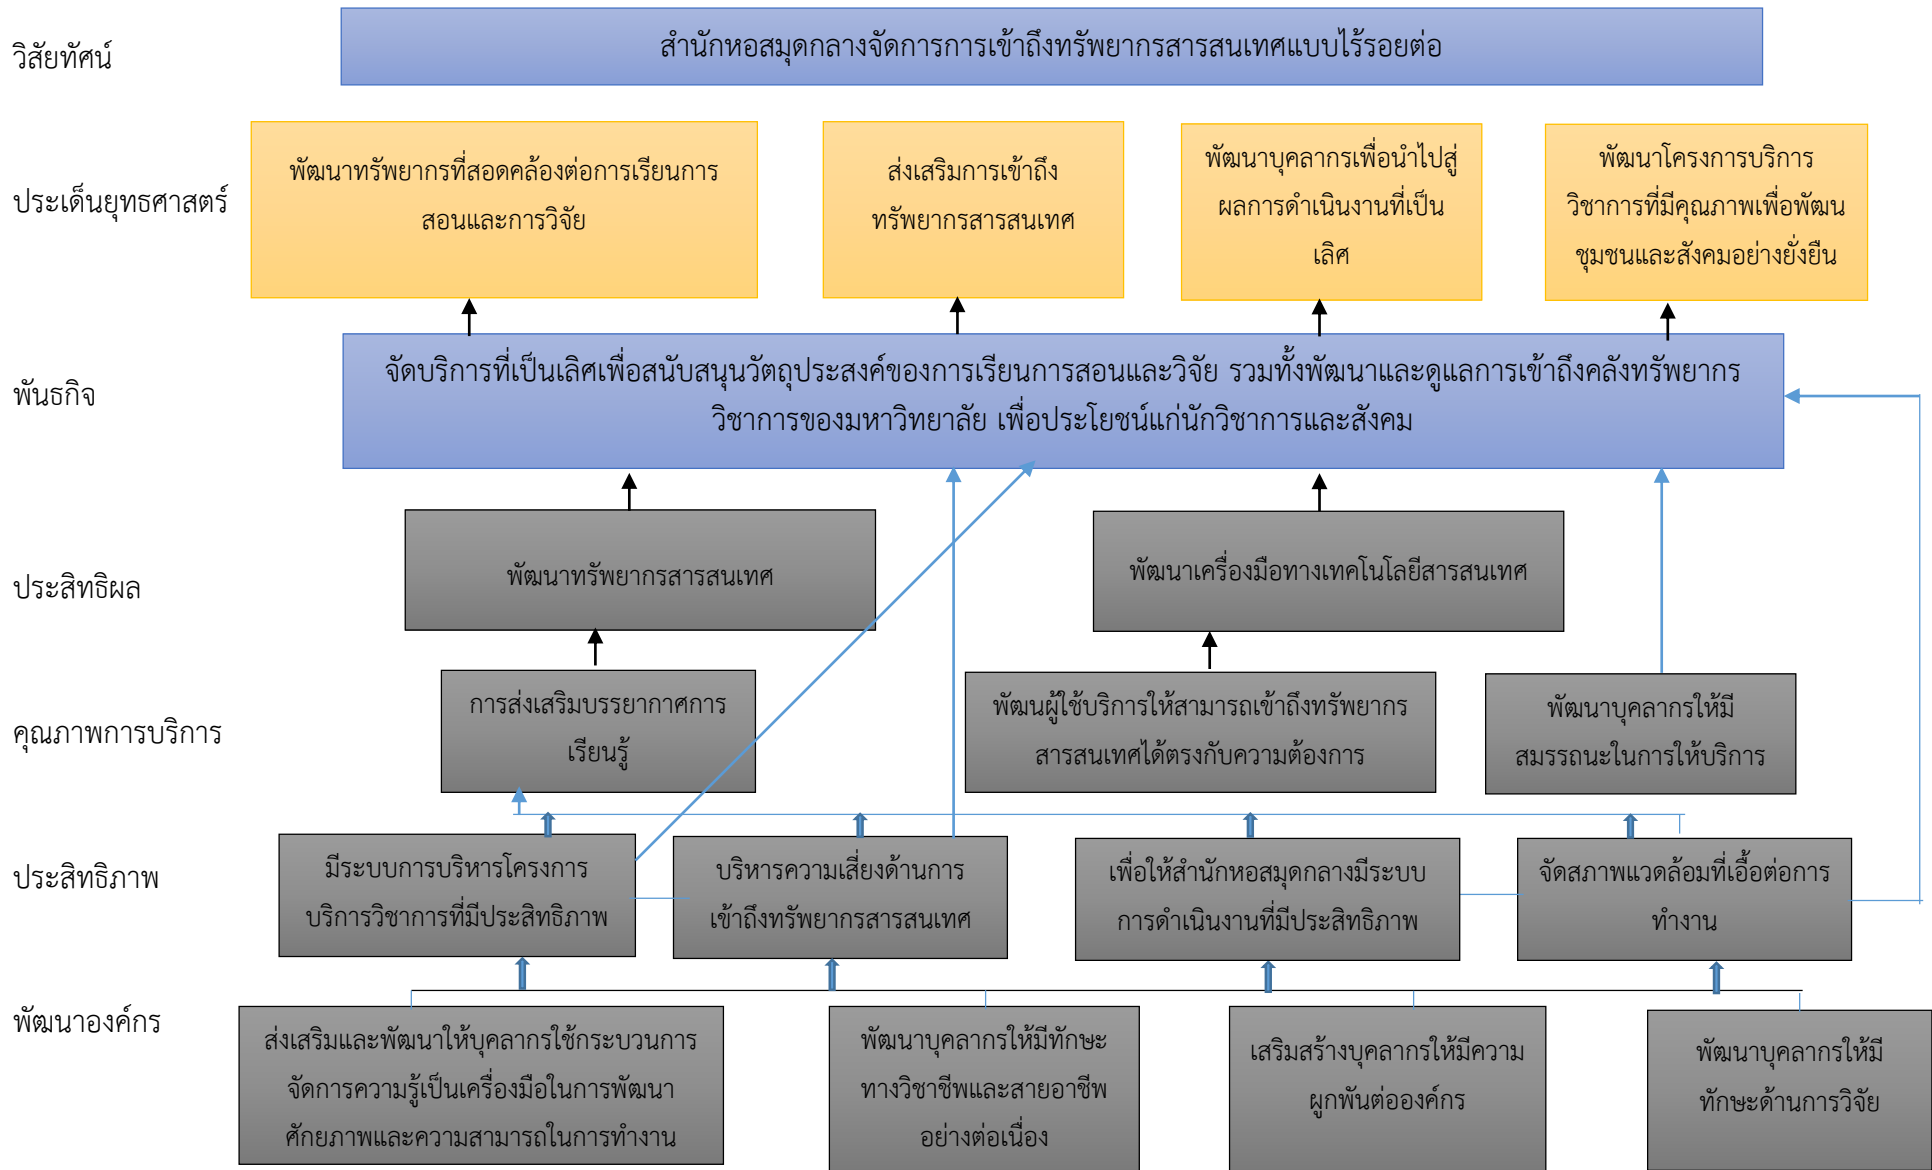 วิสัยทัศน์
สำนักหอสมุดกลางจัดการการเข้าถึงทรัพยากรสารสนเทศแบบไร้รอยต่อ
ประเด็นยุทธศาสตร์
พัฒนาทรัพยากรที่สอดคล้องต่อการเรียนการ
สอนและการวิจัย
ส่งเสริมการเข้าถึง
ทรัพยากรสารสนเทศ
พัฒนาบุคลากรเพื่อนำไปสู่
ผลการดำเนินงานที่เป็น
เลิศ
พัฒนาโครงการบริการ
วิชาการที่มีคุณภาพเพื่อพัฒน
ชุมชนและสังคมอย่างยั่งยืน
พันธกิจ
จัดบริการที่เป็นเลิศเพื่อสนับสนุนวัตถุประสงค์ของการเรียนการสอนและวิจัย รวมทั้งพัฒนาและดูแลการเข้าถึงคลังทรัพยากร
วิชาการของมหาวิทยาลัย เพื่อประโยชน์แก่นักวิชาการและสังคม
ประสิทธิผล
พัฒนาทรัพยากรสารสนเทศ
พัฒนาเครื่องมือทางเทคโนโลยีสารสนเทศ
คุณภาพการบริการ
การส่งเสริมบรรยากาศการ
เรียนรู้
พัฒนผู้ใช้บริการให้สามารถเข้าถึงทรัพยากร
สารสนเทศได้ตรงกับความต้องการ
พัฒนาบุคลากรให้มี
สมรรถนะในการให้บริการ
ประสิทธิภาพ
มีระบบการบริหารโครงการ
บริการวิชาการที่มีประสิทธิภาพ
บริหารความเสี่ยงด้านการ
เข้าถึงทรัพยากรสารสนเทศ
เพื่อให้สำนักหอสมุดกลางมีระบบ
การดำเนินงานที่มีประสิทธิภาพ
จัดสภาพแวดล้อมที่เอื้อต่อการ
ทำงาน
พัฒนาองค์กร
ส่งเสริมและพัฒนาให้บุคลากรใช้กระบวนการ
จัดการความรู้เป็นเครื่องมือในการพัฒนา
ศักยภาพและความสามารถในการทำงาน
พัฒนาบุคลากรให้มีทักษะ
ทางวิชาชีพและสายอาชีพ
อย่างต่อเนื่อง
เสริมสร้างบุคลากรให้มีความ
ผูกพันต่อองค์กร
พัฒนาบุคลากรให้มี
ทักษะด้านการวิจัย